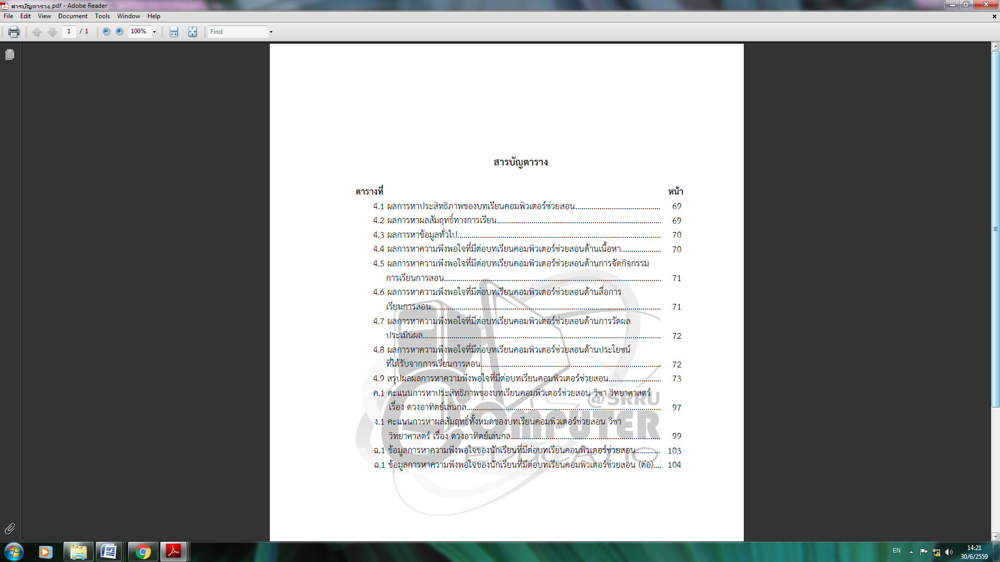 สารบัญตาราง.pdf - Adobe Reader
File Edit View Document Tools Window Help
1 / 1 100% Find
สารบัญตาราง
ตารางที่ หน้า
4.1 ผลการหาประสิทธิภาพของบทเรียนคอมพิวเตอร์ช่วยสอน.......................................... 69
4.2 ผลการหาผลสัมฤทธิ์ทางการเรียน................................................................................. 69
4.3 ผลการหาข้อมูลทั่วไป.................................................................................................... 70
4.4 ผลการหาความพึงพอใจที่มีต่อบทเรียนคอมพิวเตอร์ช่วยสอนด้านเนื้อหา.................... 70
4.5 ผลการหาความพึงพอใจที่มีต่อบทเรียนคอมพิวเตอร์ช่วยสอนด้านการจัดกิจกรรม
การเรียนการสอน........................................................................................................... 71
4.6 ผลการหาความพึงพอใจที่มีต่อบทเรียนคอมพิวเตอร์ช่วยสอนด้านสื่อการ
เรียนการสอน................................................................................................................. 71
4.7 ผลการหาความพึงพอใจที่มีต่อบทเรียนคอมพิวเตอร์ช่วยสอนด้านการวัดผล
ประเมินผล..................................................................................................................... 72
4.8 ผลการหาความพึงพอใจที่มีต่อบทเรียนคอมพิวเตอร์ช่วยสอนด้านประโยชน์
ที่ได้รับจากการเรียนการสอน......................................................................................... 72
4.9 สรุปผลผลการหาความพึงพอใจที่มีต่อบทเรียนคอมพิวเตอร์ช่วยสอน.......................... 73
ค.1 คะแนนการหาประสิทธิภาพของบทเรียนคอมพิวเตอร์ช่วยสอน วิชา วิทยาศาสตร์
เรื่อง ดวงอาทิตย์เล่นกล................................................................................................ 97
ง.1 คะแนนการหาผลสัมฤทธิ์ทั้งหมดของบทเรียนคอมพิวเตอร์ช่วยสอน วิชา
วิทยาศาสตร์ เรื่อง ดวงอาทิตย์เล่นกล.......................................................................... 99
ฉ.1 ข้อมูลการหาความพึงพอใจของนักเรียนที่มีต่อบทเรียนคอมพิวเตอร์ช่วยสอน............ 103
ฉ.1 ข้อมูลการหาความพึงพอใจของนักเรียนที่มีต่อบทเรียนคอมพิวเตอร์ช่วยสอน (ต่อ).... 104
@SRRU
COMPUTER
EDUCATIO
EN
14:21
30/6/2559